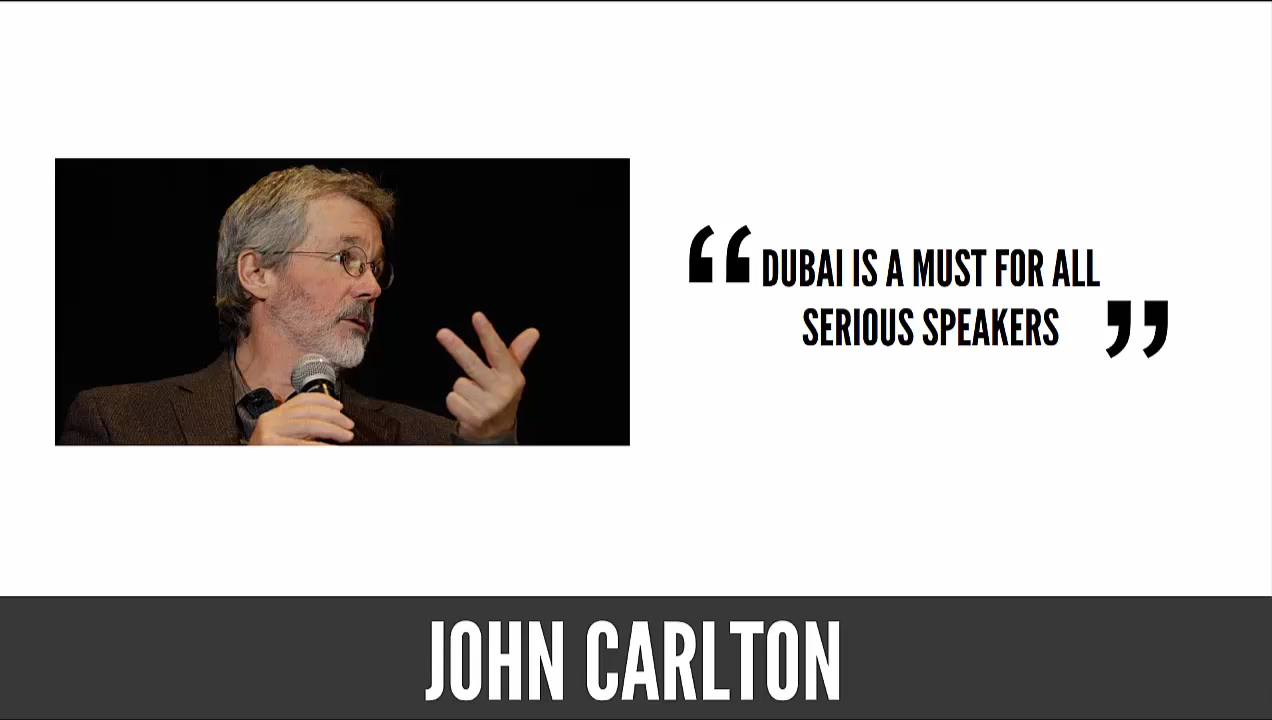 “ DUBAI IS A MUST FOR ALL
SERIOUS SPEAKERS ”
JOHN CARLTON